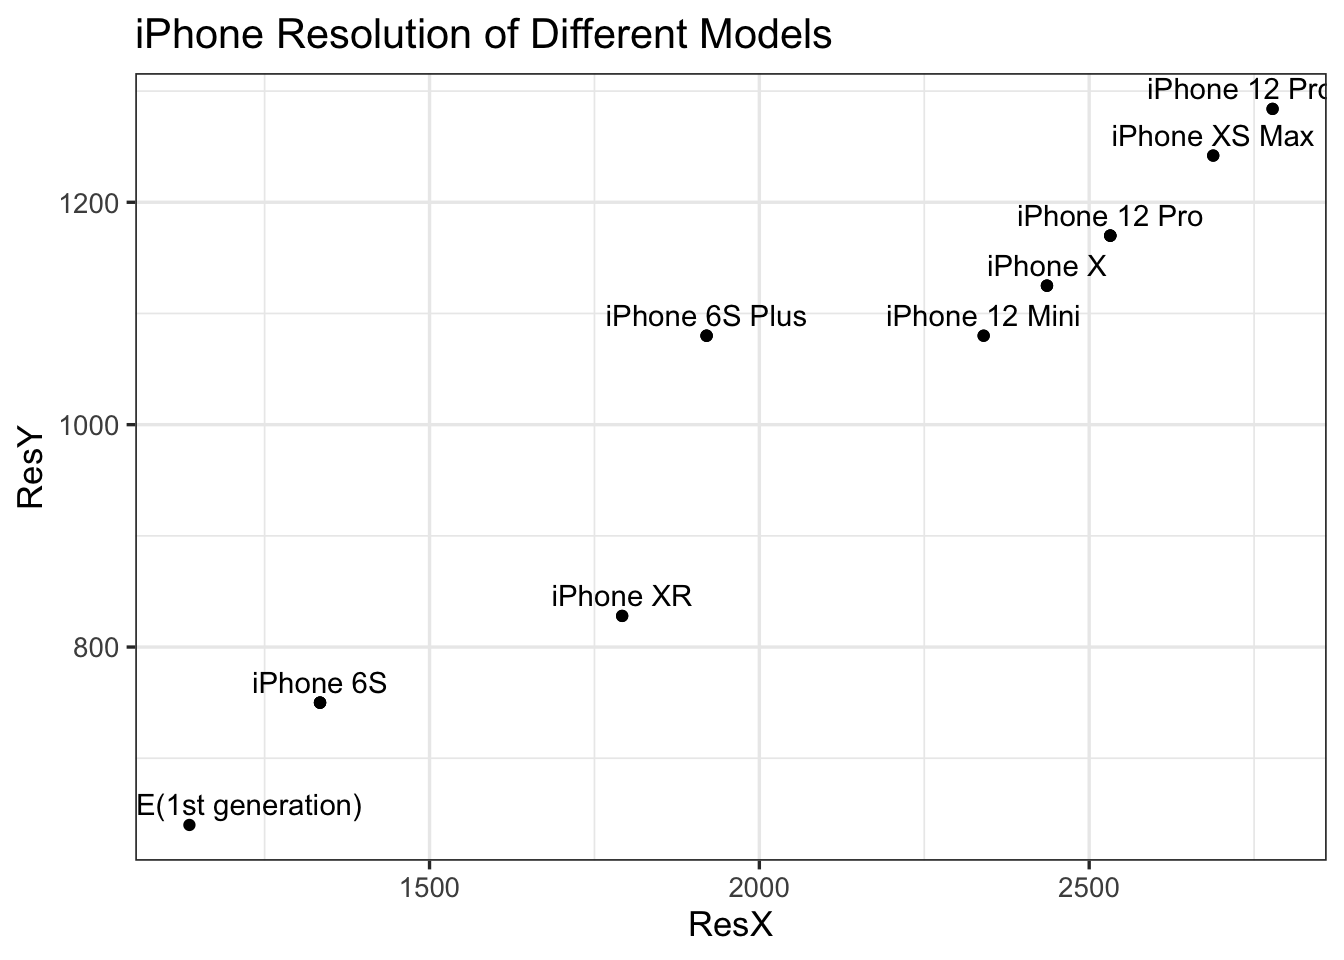 iPhone Resolution of Different Models
iPhone 12 Pro
iPhone XS Max
1200
iPhone 12 Pro
iPhone X
iPhone 6S Plus
iPhone 12 Mini
1000
ResY
iPhone XR
800
iPhone 6S
E(1st generation)
1500
2000
2500
ResX